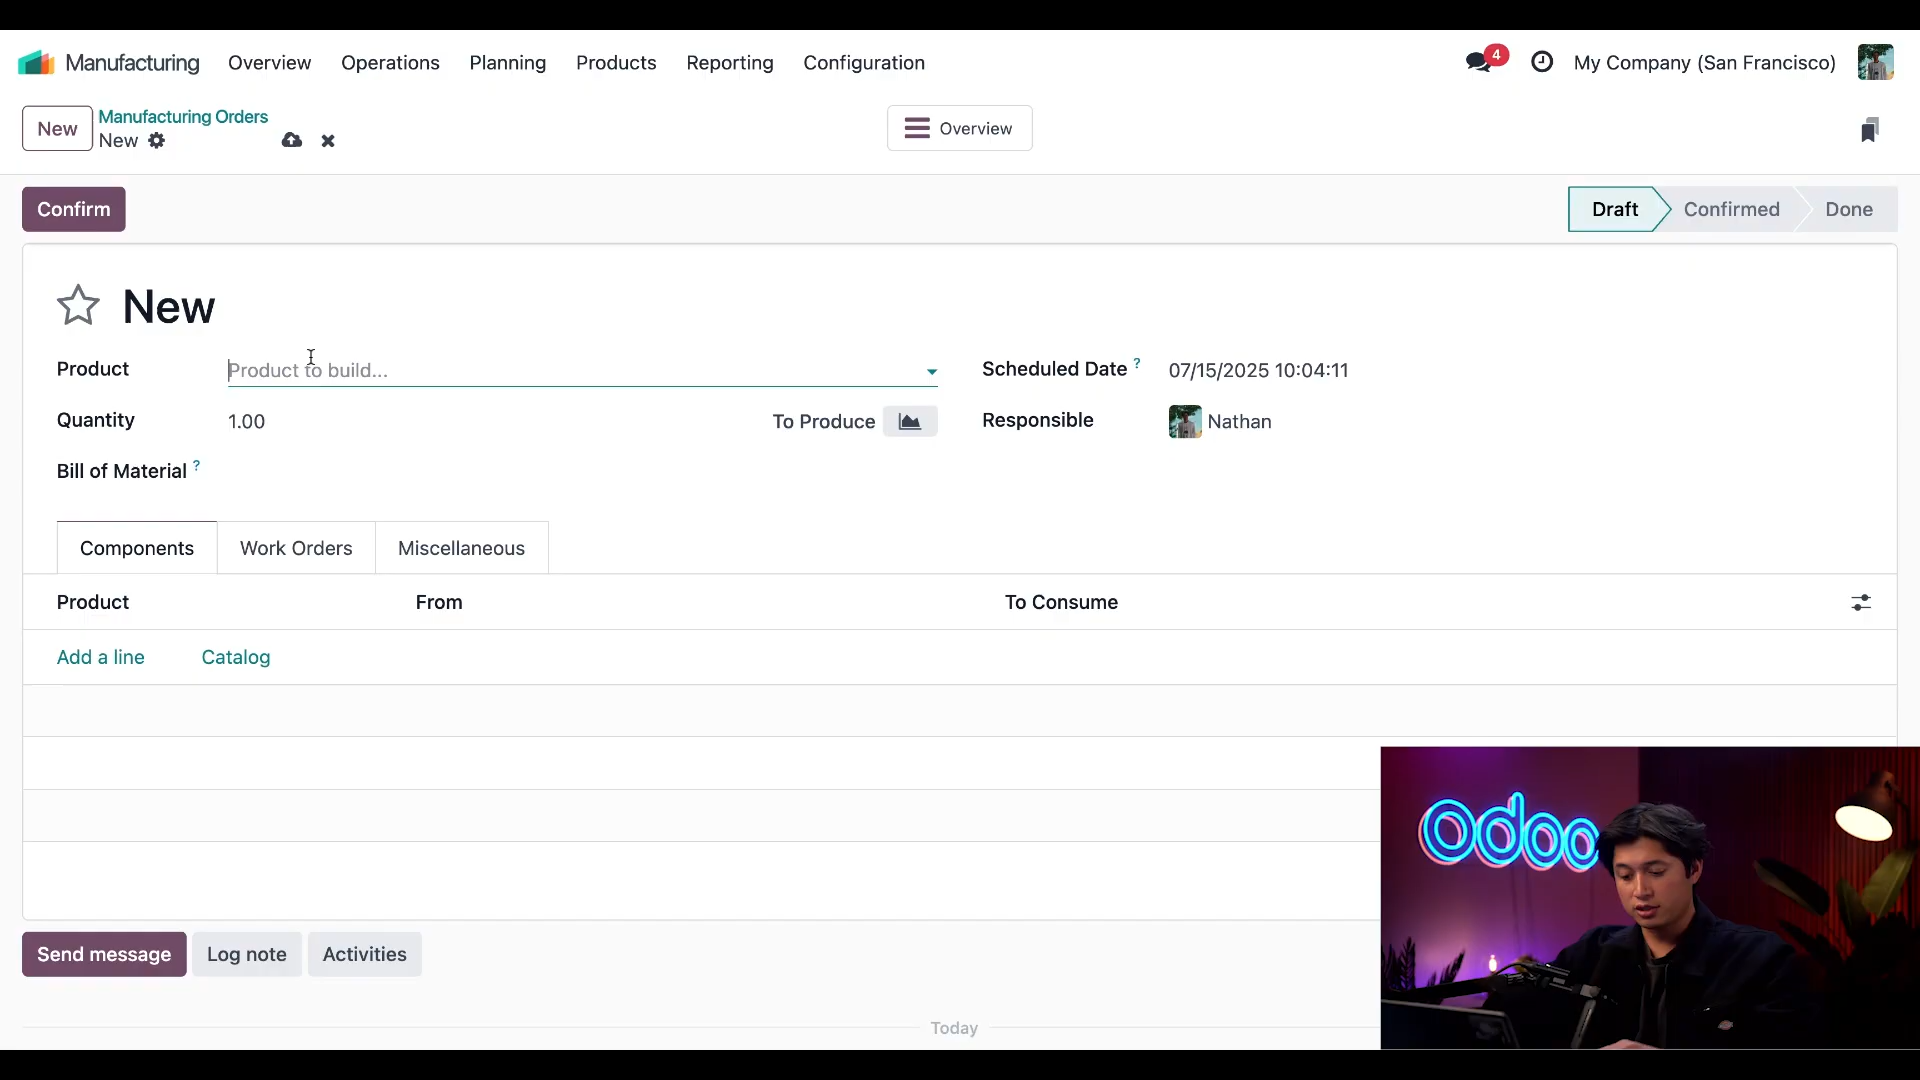 Manufacturing Overview Operations Planning Products Reporting Configuration 4 My Company (San Francisco)
New Manufacturing Orders
New
Overview
Confirm Draft Confirmed Done
New
Product Product to build... Scheduled Date ? 07/15/2025 10:04:11
Quantity 1.00 To Produce Responsible Nathan
Bill of Material ?
Components Work Orders Miscellaneous
Product From To Consume
Add a line Catalog
odoo
Send message Log note Activities
Today